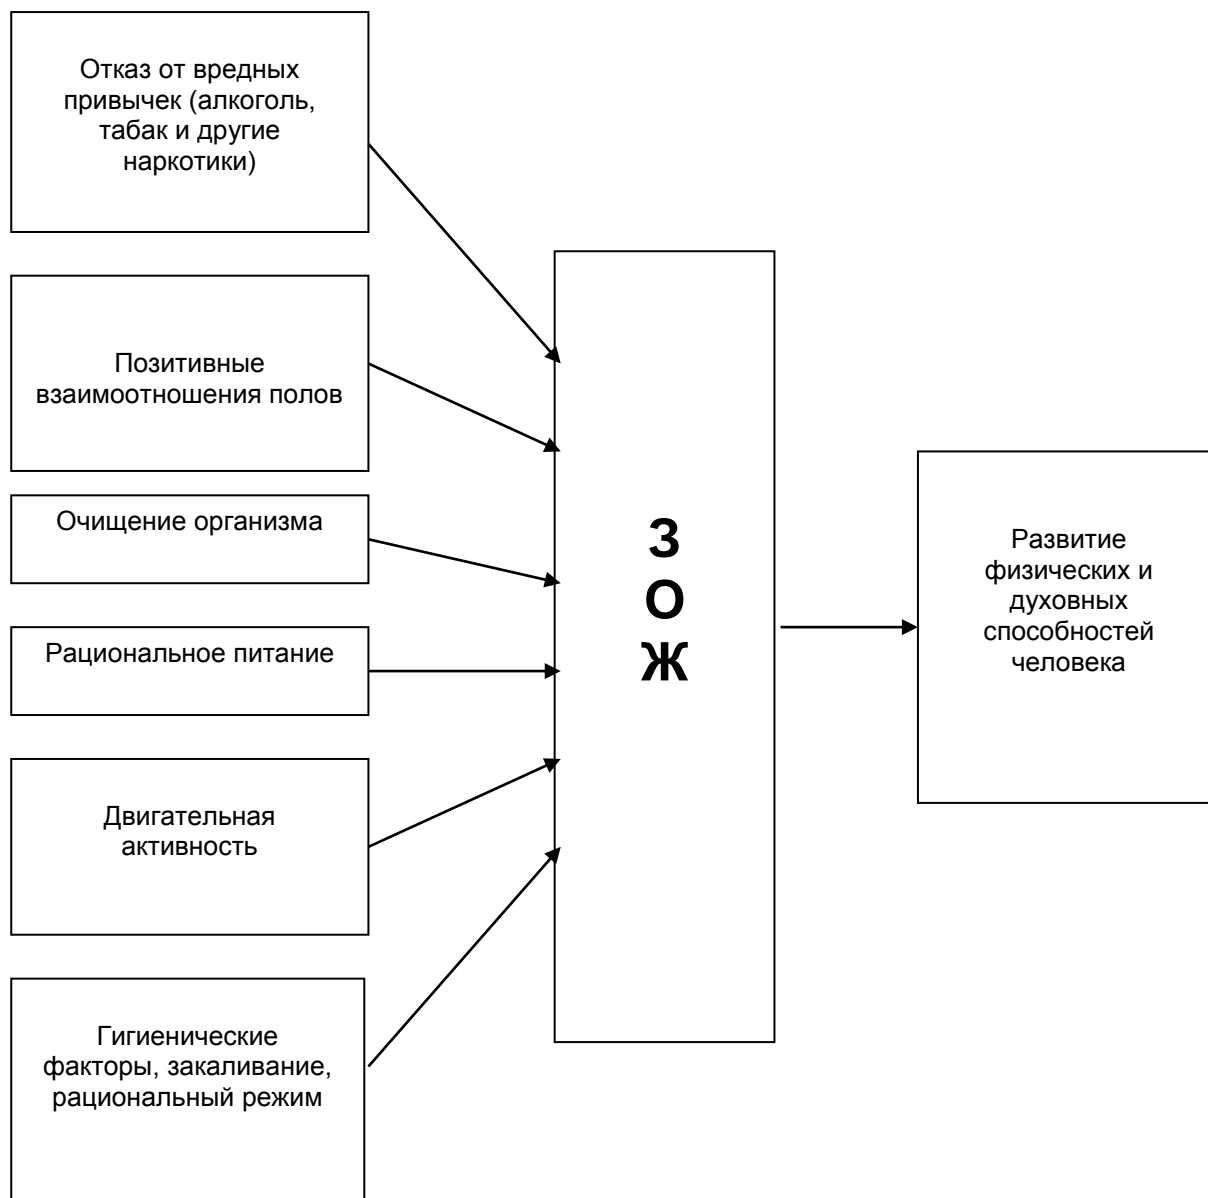 Отказ от вредных
привычек (алкоголь,
табак и другие
наркотики)
Позитивные
взаимоотношения полов
Очищение организма
Рациональное питание
Двигательная
активность
Гигиенические
факторы, закаливание,
рациональный режим
З
О
Ж
Развитие
физических и
духовных
способностей
человека